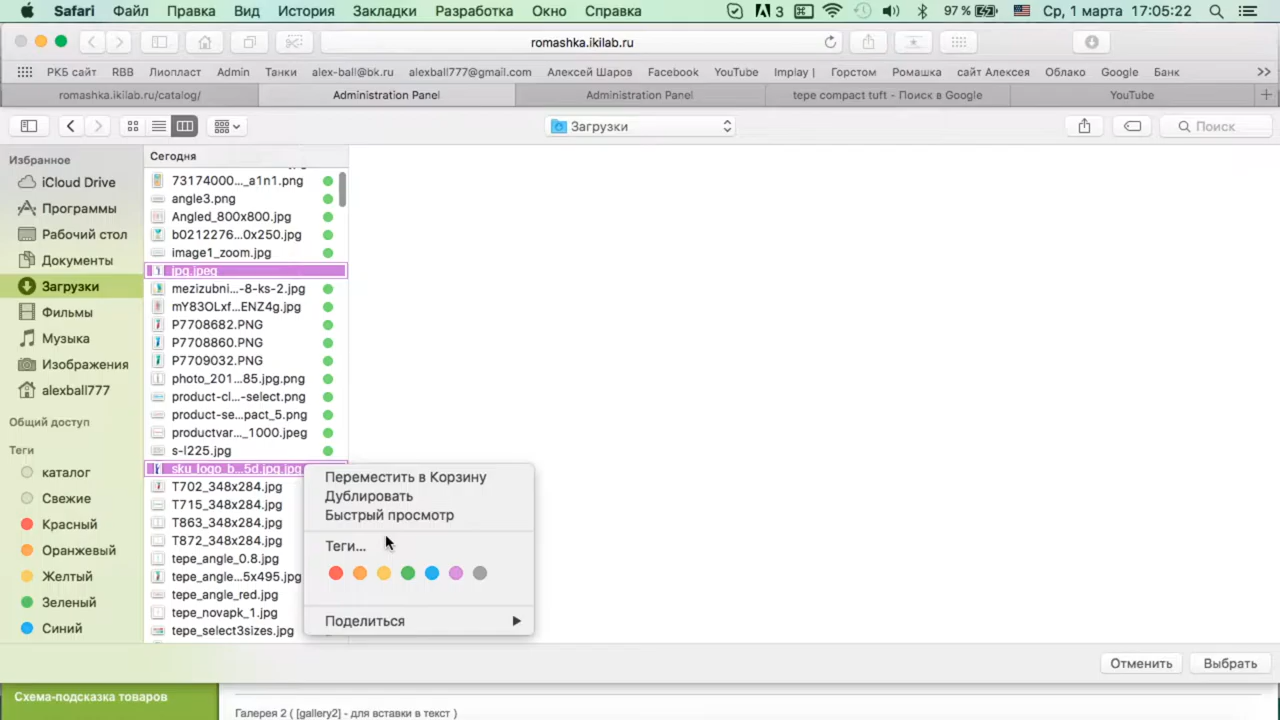 Safari Файл Правка Вид История Закладки Разработка Окно Справка 3 97 % Ср, 1 марта 17:05:22
romashka.ikilab.ru
РКБ сайт RBB Лиопласт Admin Танки alex-ball@bk.ru alexball777@gmail.com Алексей Шаров Facebook YouTube Implay | Горстом Ромашка сайт Алексея Облако Google Банк >>
romashka.ikilab.ru/catalog/ Administration Panel Administration Panel tepe compact tuft - Поиск в Google YouTube +
Загрузки Поиск
Избранное
iCloud Drive
Программы
Рабочий стол
Документы
Загрузки
Фильмы
Музыка
Изображения
alexball777
Общий доступ
Теги
каталог
Свежие
Красный
Оранжевый
Желтый
Зеленый
Синий
Сегодня
73174000..._a1n1.png
angle3.png
Angled_800x800.jpg
b0212276...0x250.jpg
image1_zoom.jpg
jpg.jpeg
mezizubni...-8-ks-2.jpg
mY83OLxf...ENZ4g.jpg
P7708682.PNG
P7708860.PNG
P7709032.PNG
photo_201...85.jpg.png
product-cl...-select.png
product-se...pact_5.png
productvar..._1000.jpeg
s-l225.jpg
sku_logo_b...5d.jpg.jpg
T702_348x284.jpg
T715_348x284.jpg
T863_348x284.jpg
T872_348x284.jpg
tepe_angle_0.8.jpg
tepe_angle...5x495.jpg
tepe_angle_red.jpg
tepe_novapk_1.jpg
tepe_select3sizes.jpg
Переместить в Корзину
Дублировать
Быстрый просмотр
Теги...
Поделиться
Отменить Выбрать
Схема-подсказка товаров
Галерея 2 ( [gallery2] - для вставки в текст )